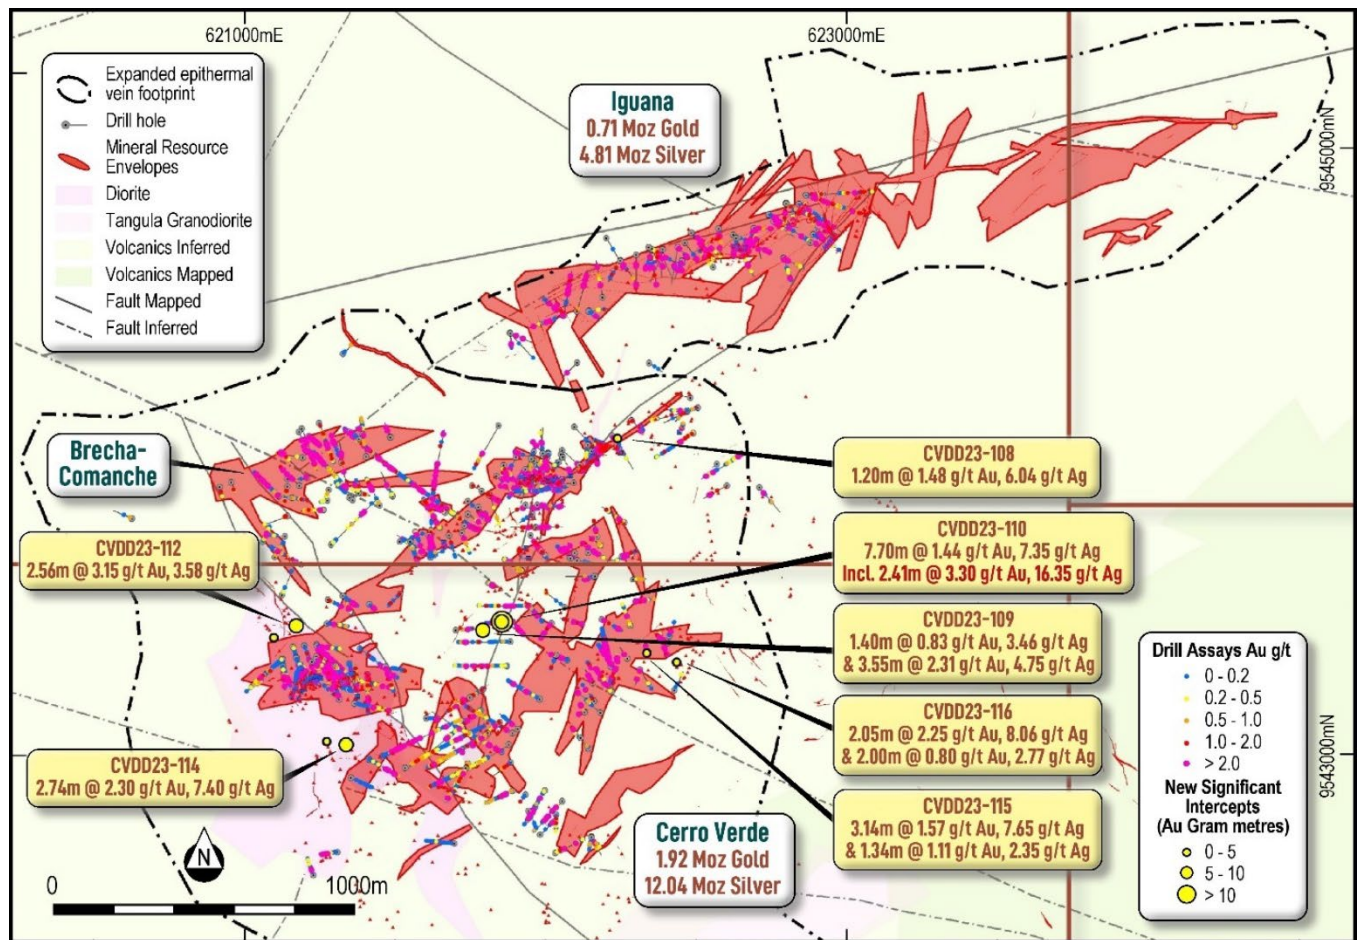 621000mE
623000mE
Expanded epithermal
vein footprint
Drill hole
Mineral Resource
Envelopes
Diorite
Tangula Granodiorite
Volcanics Inferred
Volcanics Mapped
Fault Mapped
Fault Inferred
Iguana
0.71 Moz Gold
4.81 Moz Silver
9545000mN
Brecha-
Comanche
CVDD23-108
1.20m @ 1.48 g/t Au, 6.04 g/t Ag
CVDD23-112
2.56m @ 3.15 g/t Au, 3.58 g/t Ag
CVDD23-110
7.70m @ 1.44 g/t Au, 7.35 g/t Ag
Incl. 2.41m @ 3.30 g/t Au, 16.35 g/t Ag
CVDD23-109
1.40m @ 0.83 g/t Au, 3.46 g/t Ag
& 3.55m @ 2.31 g/t Au, 4.75 g/t Ag
CVDD23-116
2.05m @ 2.25 g/t Au, 8.06 g/t Ag
& 2.00m @ 0.80 g/t Au, 2.77 g/t Ag
CVDD23-114
2.74m @ 2.30 g/t Au, 7.40 g/t Ag
CVDD23-115
3.14m @ 1.57 g/t Au, 7.65 g/t Ag
& 1.34m @ 1.11 g/t Au, 2.35 g/t Ag
Cerro Verde
1.92 Moz Gold
12.04 Moz Silver
9543000mN
Drill Assays Au g/t
0 - 0.2
0.2 - 0.5
0.5 - 1.0
1.0 - 2.0
> 2.0
New Significant
Intercepts
(Au Gram metres)
0 - 5
5 - 10
> 10
N
0
1000m